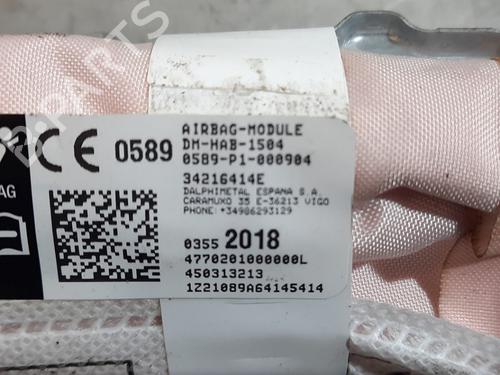 AIRBAG-MODULE
DM-HAB-1504
CE 0589
0589-P1-000904
34216414E
DALPHIMETAL ESPANA S.A.
CARAMUXO 35 E-36213 VIGO
PHONE: +34986293129
AG
0355 2018
4770201000000L
450313213
1Z21089A64145414